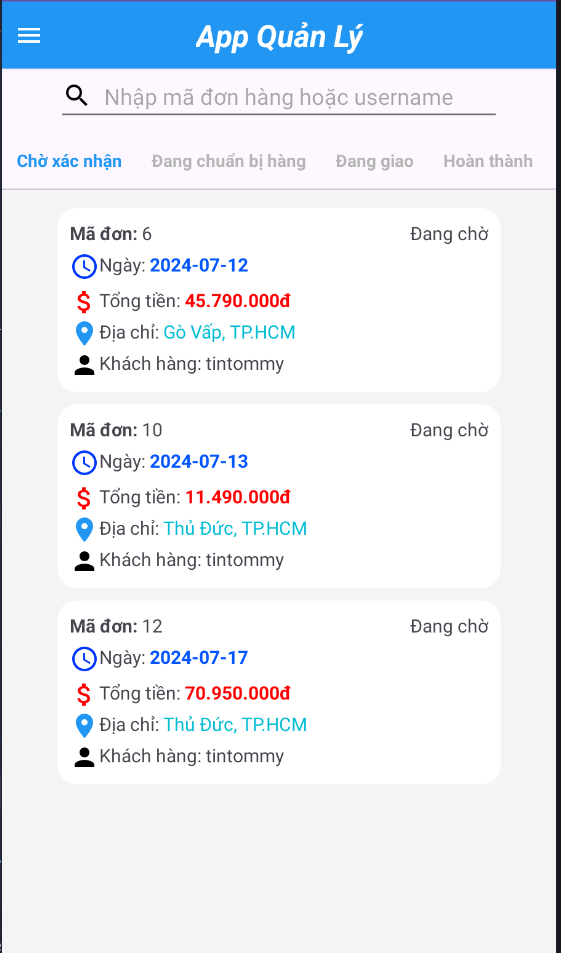 App Quản Lý
Nhập mã đơn hàng hoặc username
Chờ xác nhận Đang chuẩn bị hàng Đang giao Hoàn thành
Mã đơn: 6 Đang chờ
Ngày: 2024-07-12
Tổng tiền: 45.790.000đ
Địa chỉ: Gò Vấp, TP.HCM
Khách hàng: tintommy
Mã đơn: 10 Đang chờ
Ngày: 2024-07-13
Tổng tiền: 11.490.000đ
Địa chỉ: Thủ Đức, TP.HCM
Khách hàng: tintommy
Mã đơn: 12 Đang chờ
Ngày: 2024-07-17
Tổng tiền: 70.950.000đ
Địa chỉ: Thủ Đức, TP.HCM
Khách hàng: tintommy